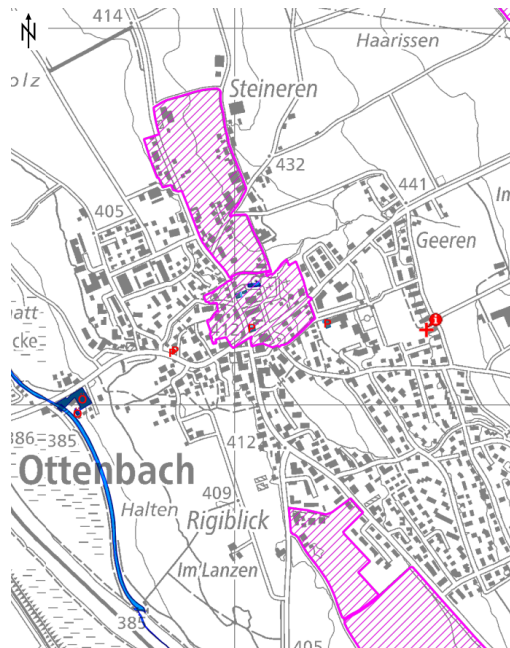 N
414
Haarissen
olz
Steineren
432
441
Im
405
Geeren
412
att-
cke
i
386
385
412
Ottenbach
409
Halten
Rigiblick
Im Lanzen
385
405